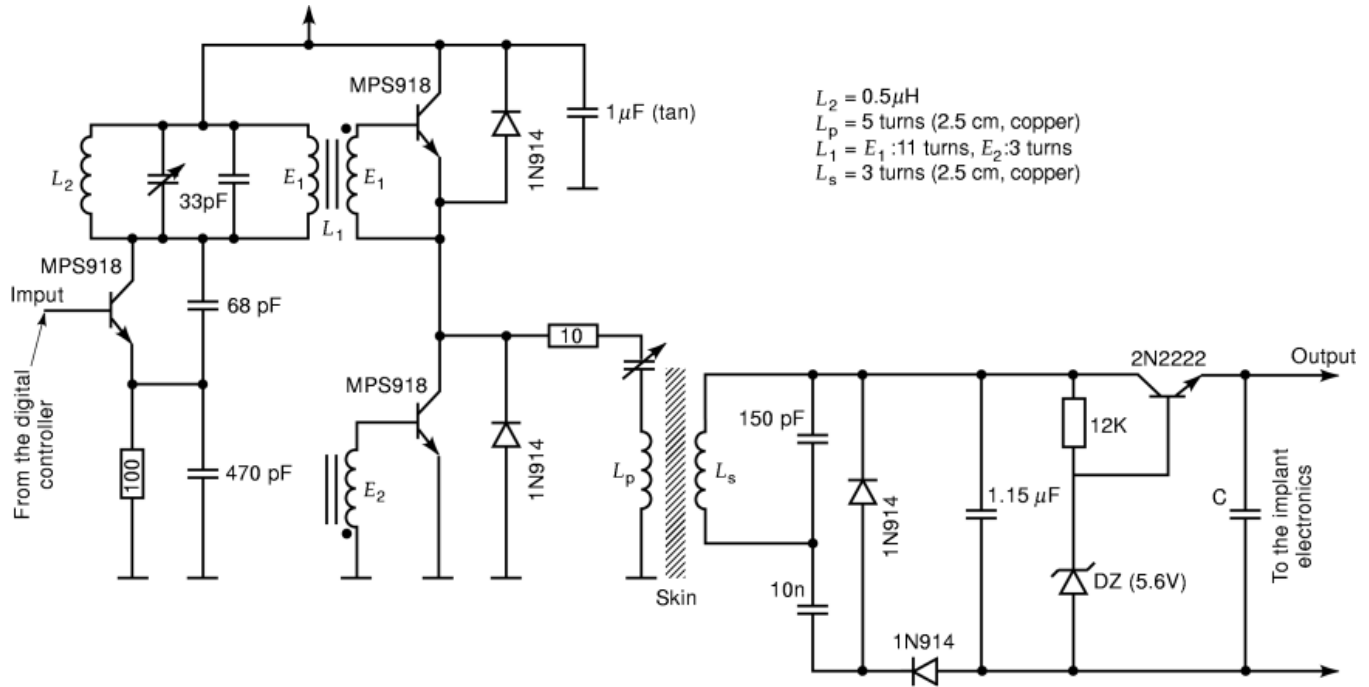 MPS918
1N914
1μF (tan)
L₂ = 0.5μH
Lₚ = 5 turns (2.5 cm, copper)
L₁ = E₁ :11 turns, E₂:3 turns
Lₛ = 3 turns (2.5 cm, copper)
L₂
33pF
E₁
E₁
L₁
MPS918
Imput
68 pF
From the digital
controller
100
470 pF
MPS918
E₂
1N914
10
Lₚ
Skin
Lₛ
150 pF
10n
1N914
1N914
1.15 μF
12K
DZ (5.6V)
2N2222
Output
C
To the implant
electronics